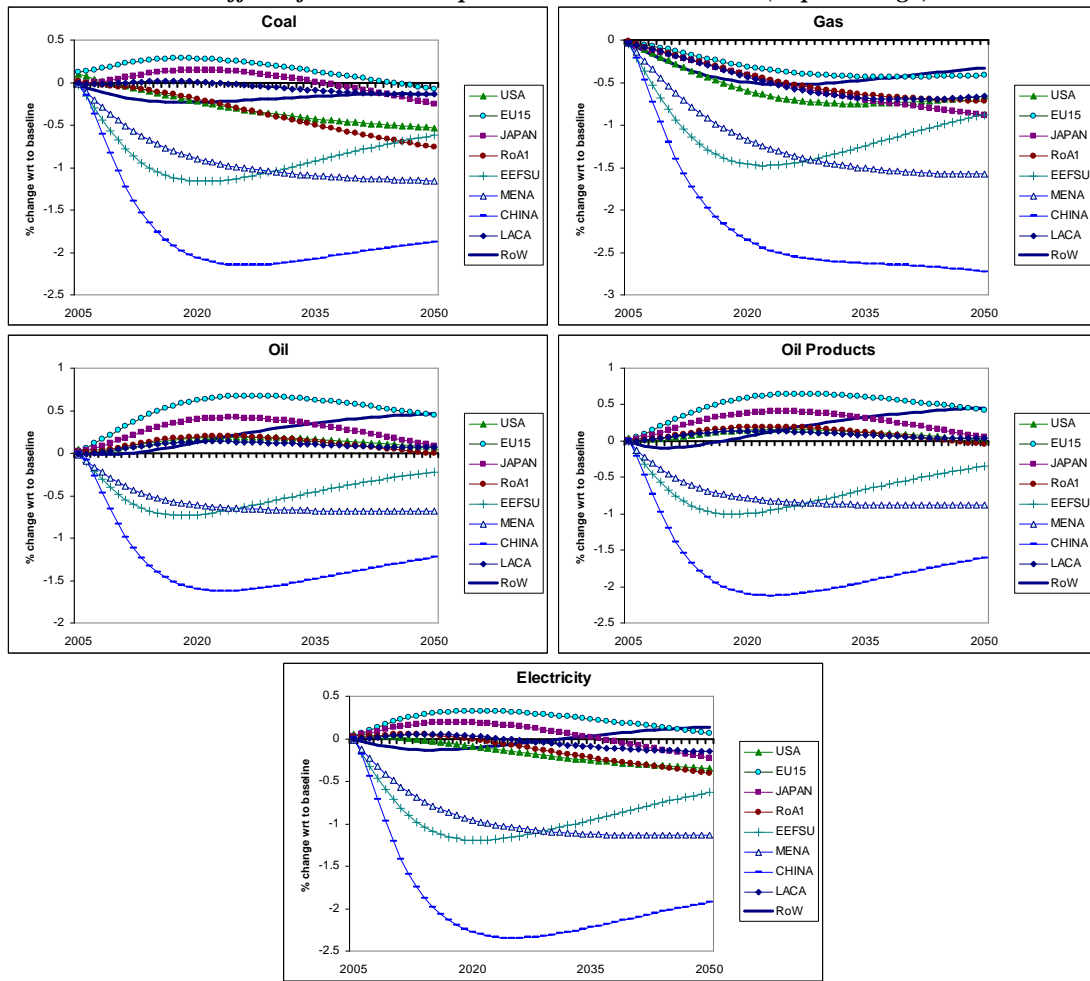 Coal
0.5
0
-0.5
-1
-1.5
-2
-2.5
% change wrt to baseline
2005 2020 2035 2050
USA
EU15
JAPAN
RoA1
EEFSU
MENA
CHINA
LACA
RoW
Gas
0
-0.5
-1
-1.5
-2
-2.5
-3
% change wrt to baseline
2005 2020 2035 2050
USA
EU15
JAPAN
RoA1
EEFSU
MENA
CHINA
LACA
RoW
Oil
1
0.5
0
-0.5
-1
-1.5
-2
% change wrt to baseline
2005 2020 2035 2050
USA
EU15
JAPAN
RoA1
EEFSU
MENA
CHINA
LACA
RoW
Oil Products
1
0.5
0
-0.5
-1
-1.5
-2
-2.5
% change wrt to baseline
2005 2020 2035 2050
USA
EU15
JAPAN
RoA1
EEFSU
MENA
CHINA
LACA
RoW
Electricity
0.5
0
-0.5
-1
-1.5
-2
-2.5
% change wrt to baseline
2005 2020 2035 2050
USA
EU15
JAPAN
RoA1
EEFSU
MENA
CHINA
LACA
RoW